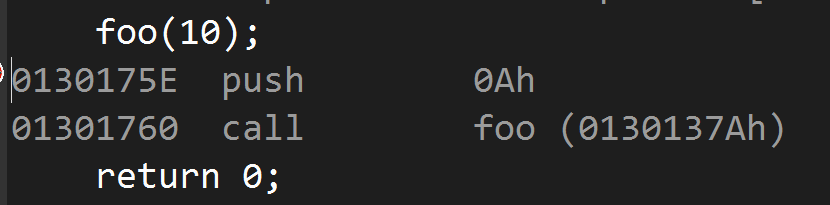 foo(10);
0130175E push 0Ah
01301760 call foo (0130137Ah)
return 0;